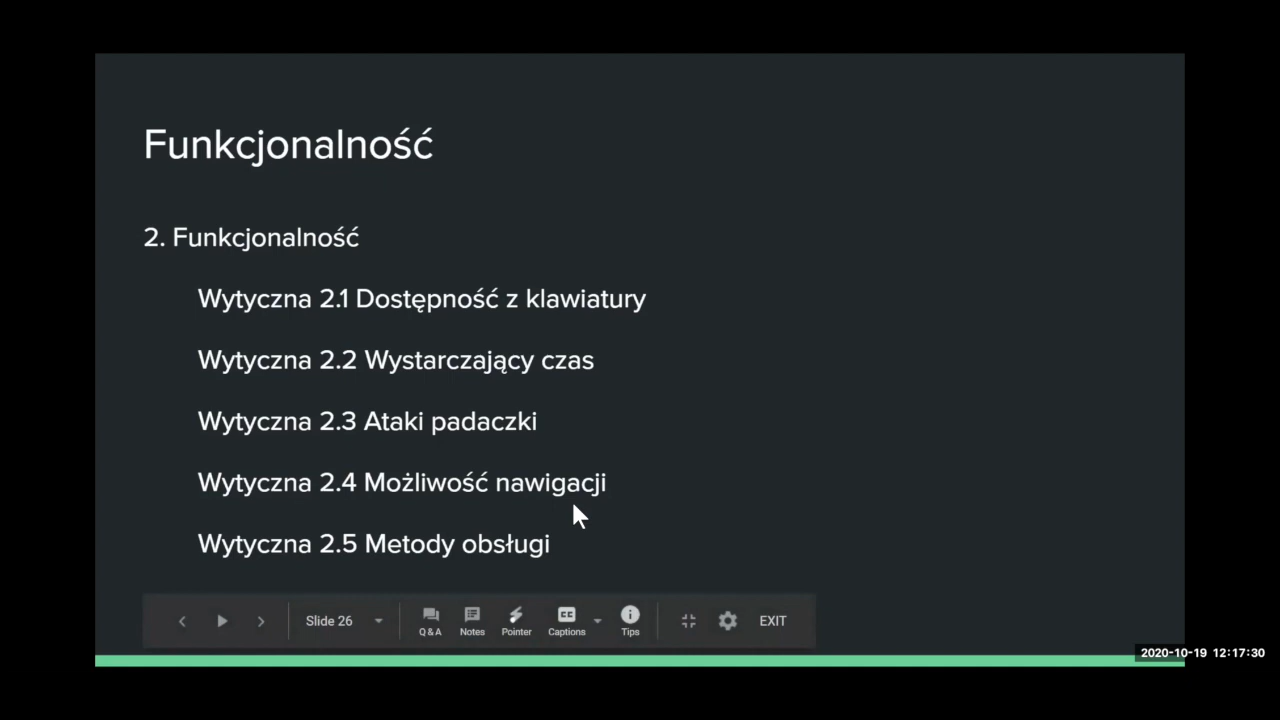 Funkcjonalność
2. Funkcjonalność
Wytyczna 2.1 Dostępność z klawiatury
Wytyczna 2.2 Wystarczający czas
Wytyczna 2.3 Ataki padaczki
Wytyczna 2.4 Możliwość nawigacji
Wytyczna 2.5 Metody obsługi
Slide 26
Q & A
Notes
Pointer
CC
Captions
Tips
EXIT
2020-10-19 12:17:30